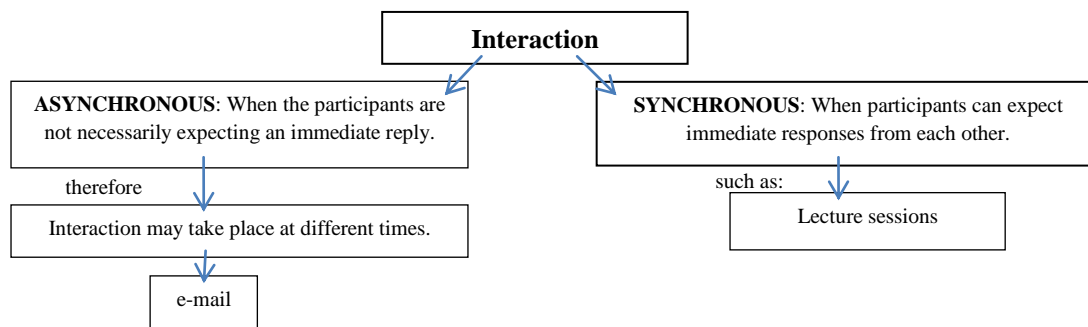 Interaction
ASYNCHRONOUS: When the participants are
not necessarily expecting an immediate reply.
SYNCHRONOUS: When participants can expect
immediate responses from each other.
therefore
such as:
Interaction may take place at different times.
Lecture sessions
e-mail